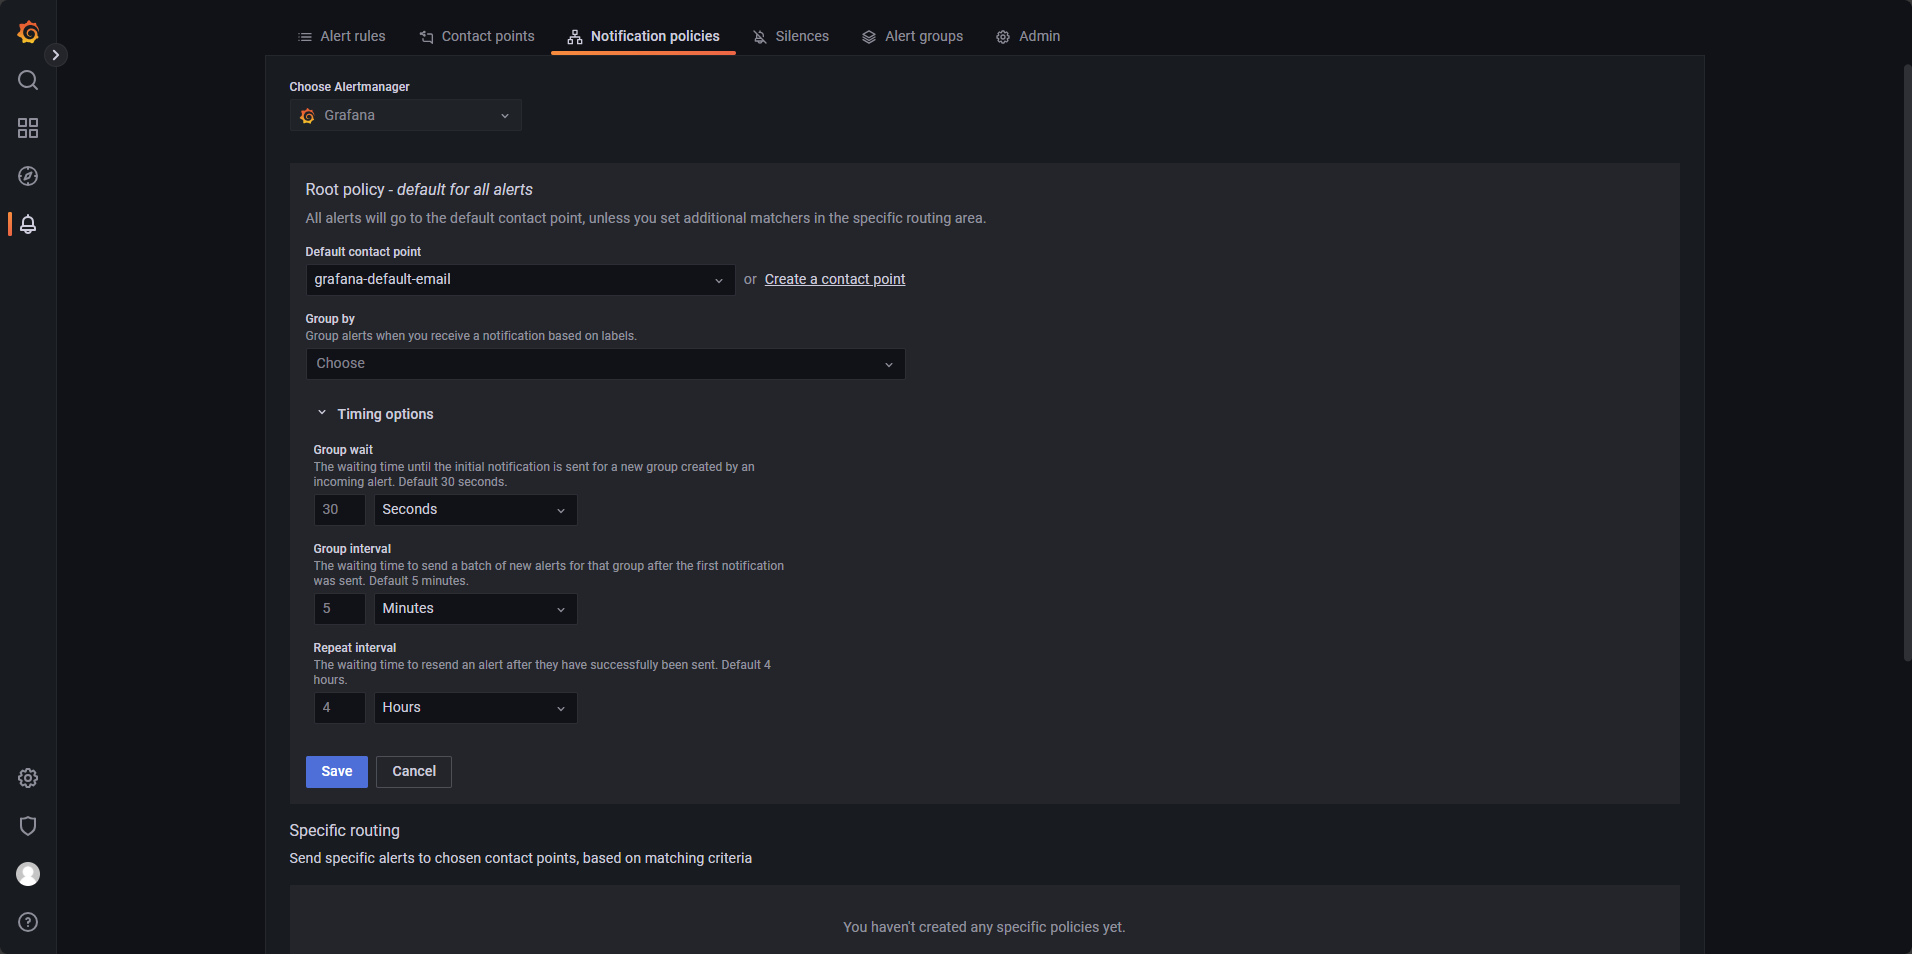 Alert rules
Contact points
Notification policies
Silences
Alert groups
Admin
Choose Alertmanager
Grafana
Root policy - default for all alerts
All alerts will go to the default contact point, unless you set additional matchers in the specific routing area.
Default contact point
grafana-default-email
or Create a contact point
Group by
Group alerts when you receive a notification based on labels.
Choose
Timing options
Group wait
The waiting time until the initial notification is sent for a new group created by an
incoming alert. Default 30 seconds.
30 Seconds
Group interval
The waiting time to send a batch of new alerts for that group after the first notification
was sent. Default 5 minutes.
5 Minutes
Repeat interval
The waiting time to resend an alert after they have successfully been sent. Default 4
hours.
4 Hours
Save Cancel
Specific routing
Send specific alerts to chosen contact points, based on matching criteria
You haven't created any specific policies yet.